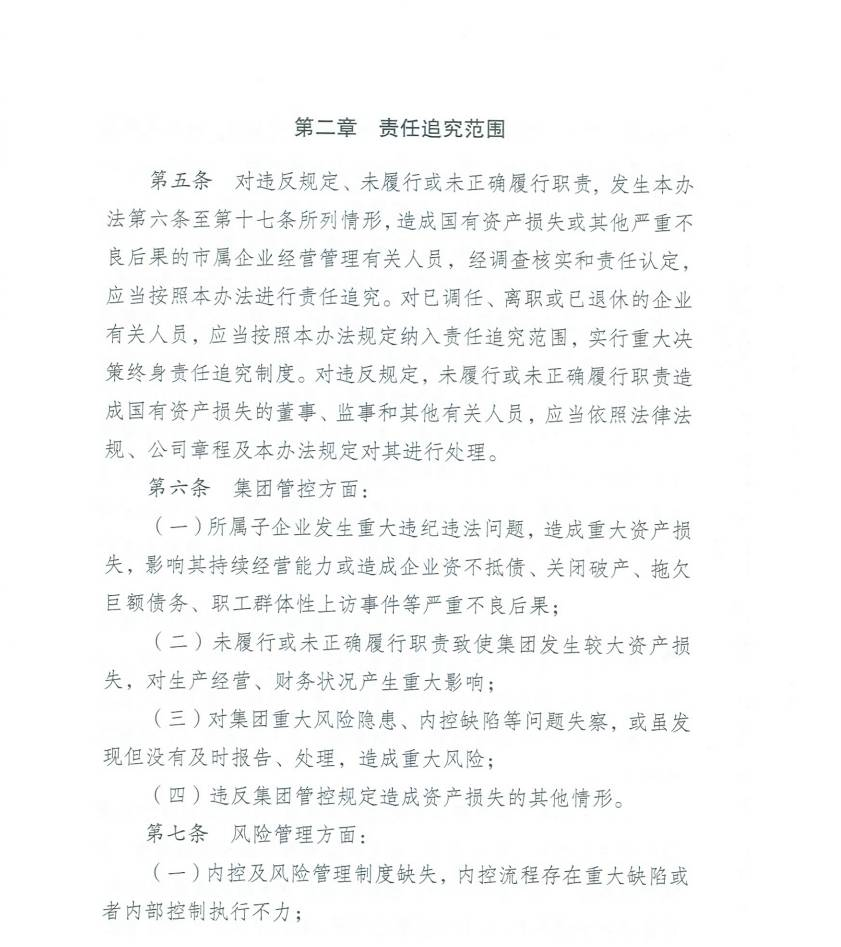 第二章　责任追究范围
第五条　对违反规定、未履行或未正确履行职责，发生本办
法第六条至第十七条所列情形，造成国有资产损失或其他严重不
良后果的市属企业经营管理有关人员，经调查核实和责任认定，
应当按照本办法进行责任追究。对已调任、离职或已退休的企业
有关人员，应当按照本办法规定纳入责任追究范围，实行重大决
策终身责任追究制度。对违反规定，未履行或未正确履行职责造
成国有资产损失的董事、监事和其他有关人员，应当依照法律法
规、公司章程及本办法规定对其进行处理。
第六条　集团管控方面：
（一）所属子企业发生重大违纪违法问题，造成重大资产损
失，影响其持续经营能力或造成企业资不抵债、关闭破产、拖欠
巨额债务、职工群体性上访事件等严重不良后果；
（二）未履行或未正确履行职责致使集团发生较大资产损
失，对生产经营、财务状况产生重大影响；
（三）对集团重大风险隐患、内控缺陷等问题失察，或虽发
现但没有及时报告、处理，造成重大风险；
（四）违反集团管控规定造成资产损失的其他情形。
第七条　风险管理方面：
（一）内控及风险管理制度缺失，内控流程存在重大缺陷或
者内部控制执行不力；